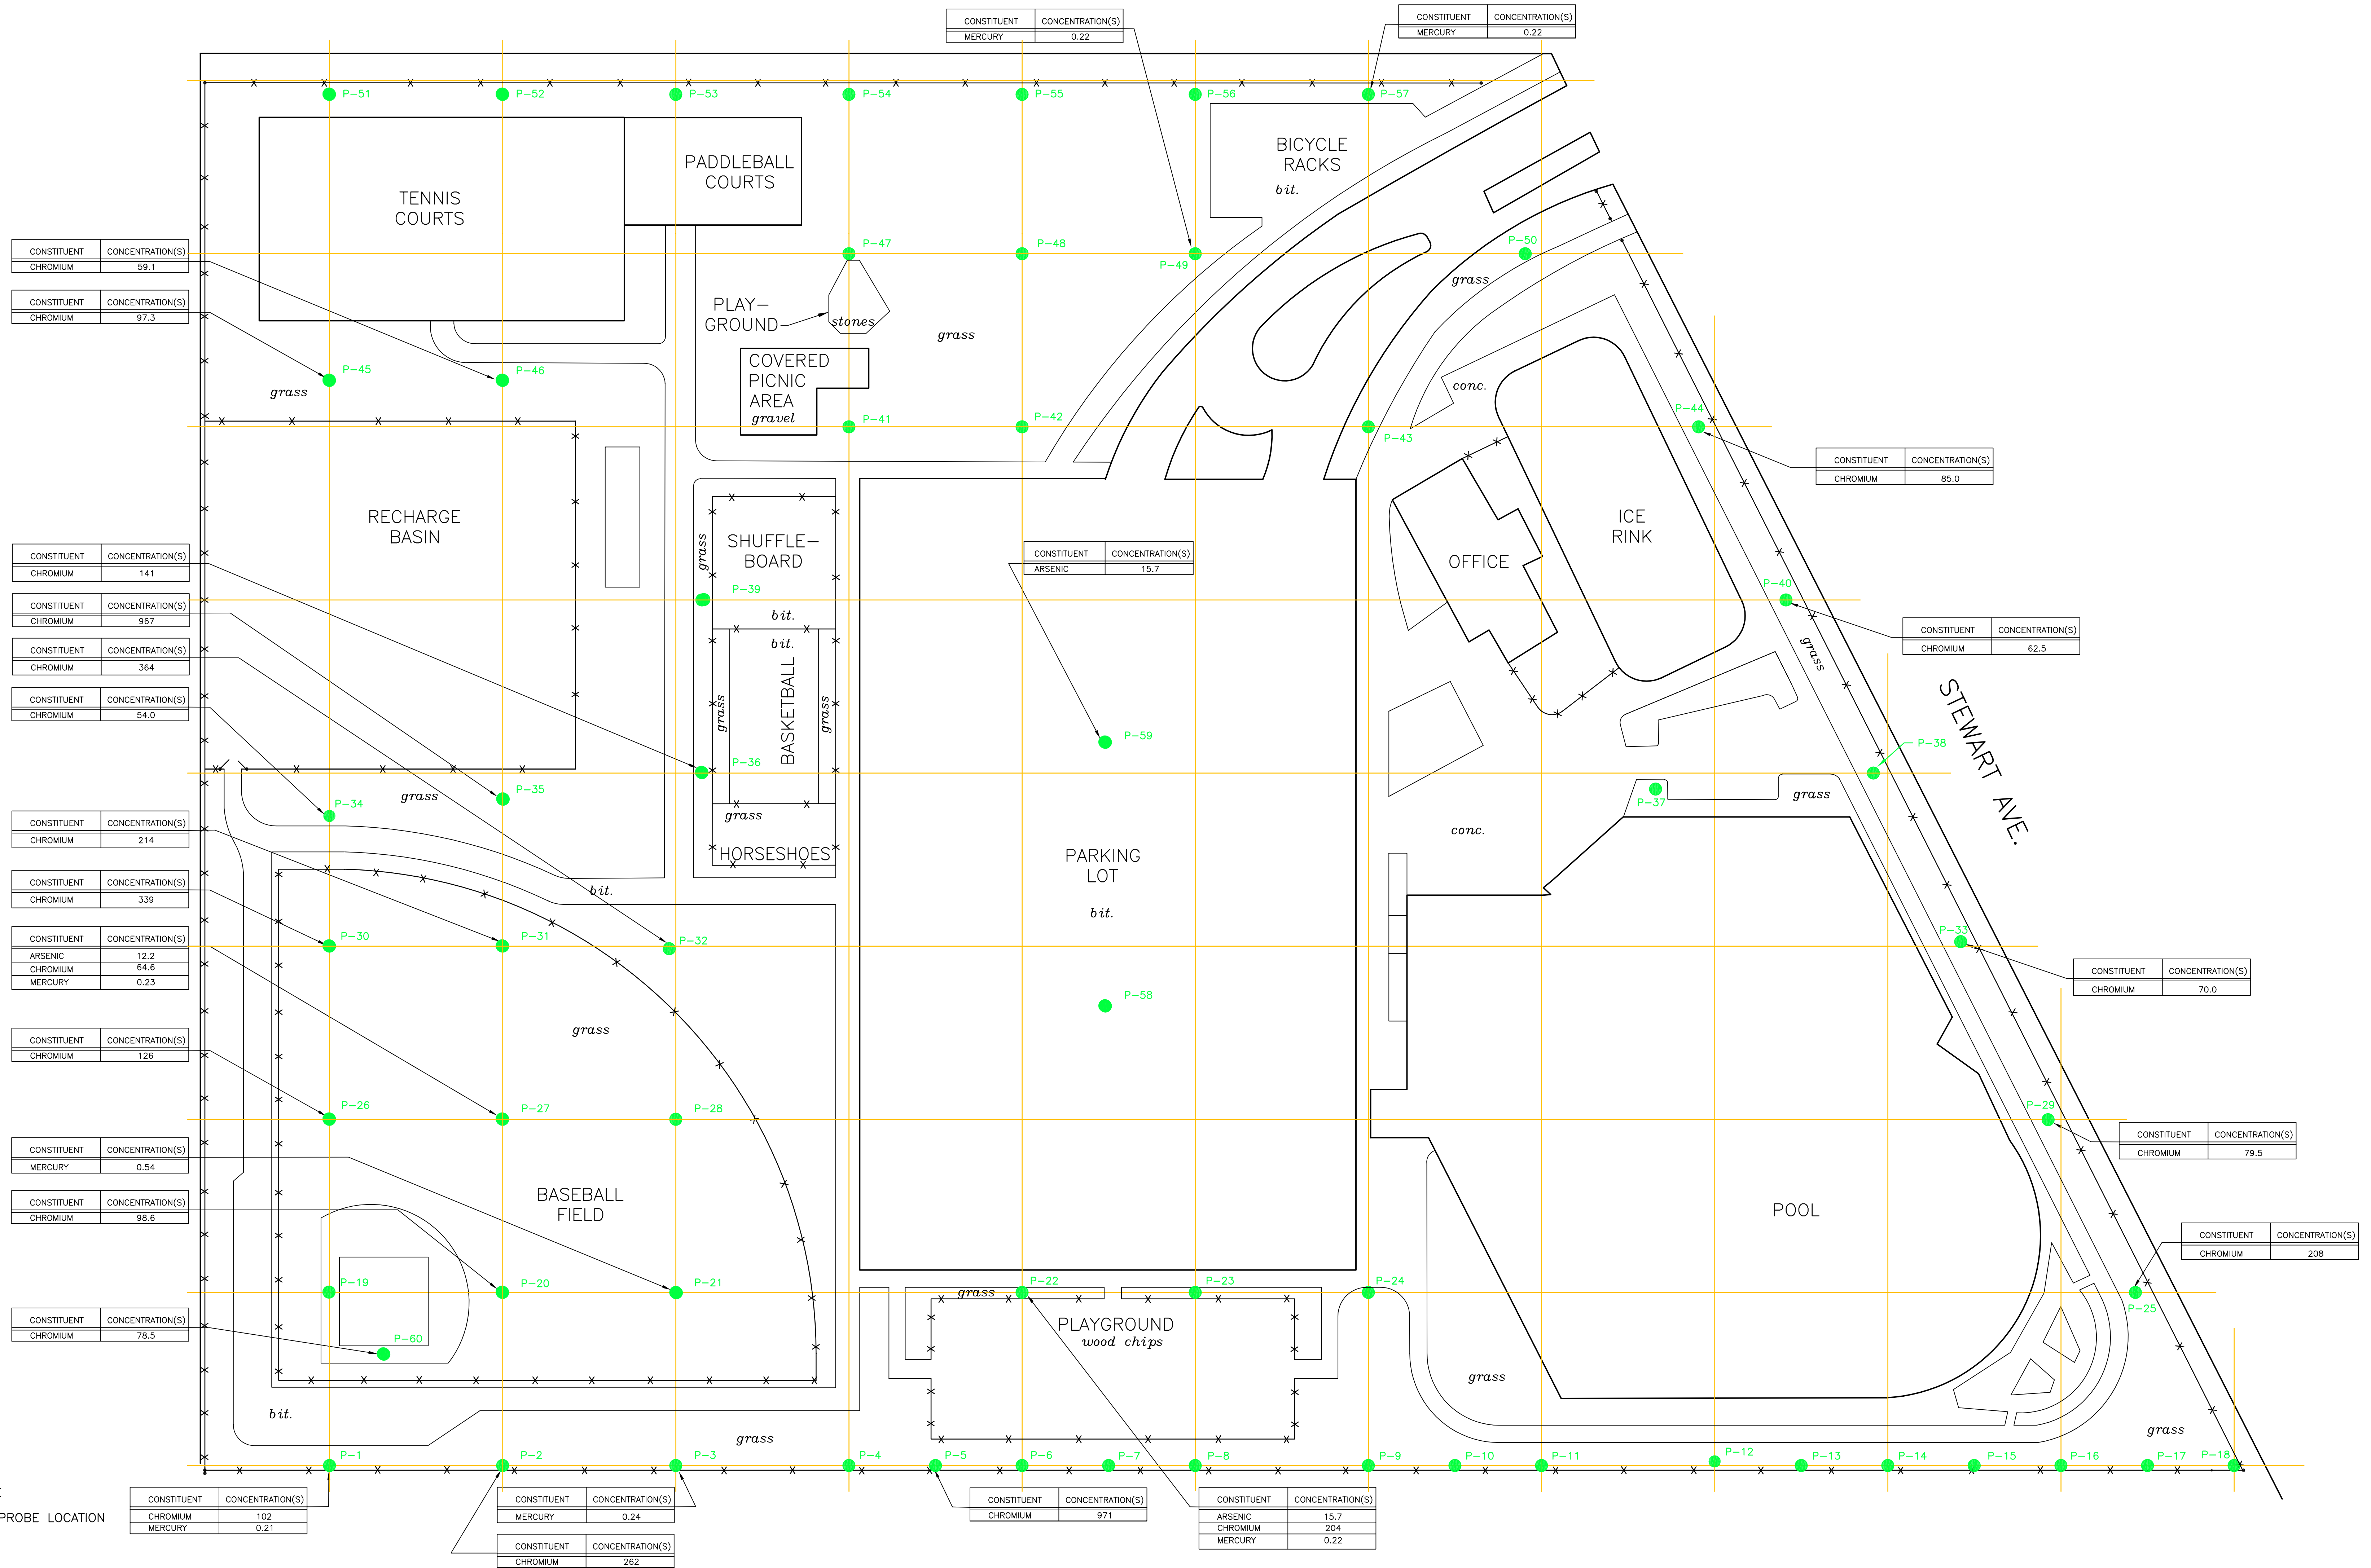 CONSTITUENT CONCENTRATION(S)
MERCURY 0.22
CONSTITUENT CONCENTRATION(S)
MERCURY 0.22
P-51
P-52
P-53
P-54
P-55
P-56
P-57
TENNIS
COURTS
PADDLEBALL
COURTS
BICYCLE
RACKS
bit.
CONSTITUENT CONCENTRATION(S)
CHROMIUM 59.1
CONSTITUENT CONCENTRATION(S)
CHROMIUM 97.3
P-47
P-48
P-49
P-50
grass
PLAY-
GROUND
stones
grass
P-45
P-46
grass
COVERED
PICNIC
AREA
gravel
conc.
P-41
P-42
P-43
P-44
CONSTITUENT CONCENTRATION(S)
CHROMIUM 85.0
RECHARGE
BASIN
grass
SHUFFLE-
BOARD
ICE
RINK
OFFICE
CONSTITUENT CONCENTRATION(S)
ARSENIC 15.7
CONSTITUENT CONCENTRATION(S)
CHROMIUM 141
P-39
P-40
bit.
bit.
CONSTITUENT CONCENTRATION(S)
CHROMIUM 967
CONSTITUENT CONCENTRATION(S)
CHROMIUM 364
CONSTITUENT CONCENTRATION(S)
CHROMIUM 62.5
grass
CONSTITUENT CONCENTRATION(S)
CHROMIUM 54.0
grass
BASKETBALL
grass
STEWART AVE.
P-59
P-38
P-36
P-35
grass
P-34
P-37
grass
grass
conc.
CONSTITUENT CONCENTRATION(S)
CHROMIUM 214
HORSESHOES
PARKING
LOT
bit.
bit.
CONSTITUENT CONCENTRATION(S)
CHROMIUM 339
P-30
P-31
P-32
P-33
CONSTITUENT CONCENTRATION(S)
ARSENIC 12.2
CHROMIUM 64.6
MERCURY 0.23
CONSTITUENT CONCENTRATION(S)
CHROMIUM 70.0
P-58
grass
CONSTITUENT CONCENTRATION(S)
CHROMIUM 126
P-26
P-27
P-28
P-29
CONSTITUENT CONCENTRATION(S)
CHROMIUM 79.5
CONSTITUENT CONCENTRATION(S)
MERCURY 0.54
BASEBALL
FIELD
POOL
CONSTITUENT CONCENTRATION(S)
CHROMIUM 98.6
CONSTITUENT CONCENTRATION(S)
CHROMIUM 208
P-19
P-20
P-21
P-22
grass
P-23
P-24
P-25
CONSTITUENT CONCENTRATION(S)
CHROMIUM 78.5
P-60
PLAYGROUND
wood chips
grass
bit.
grass
grass
P-1
P-2
P-3
P-4
P-5
P-6
P-7
P-8
P-9
P-10
P-11
P-12
P-13
P-14
P-15
P-16
P-17
P-18
PROBE LOCATION
CONSTITUENT CONCENTRATION(S)
CHROMIUM 102
MERCURY 0.21
CONSTITUENT CONCENTRATION(S)
MERCURY 0.24
CONSTITUENT CONCENTRATION(S)
CHROMIUM 262
CONSTITUENT CONCENTRATION(S)
CHROMIUM 971
CONSTITUENT CONCENTRATION(S)
ARSENIC 15.7
CHROMIUM 204
MERCURY 0.22